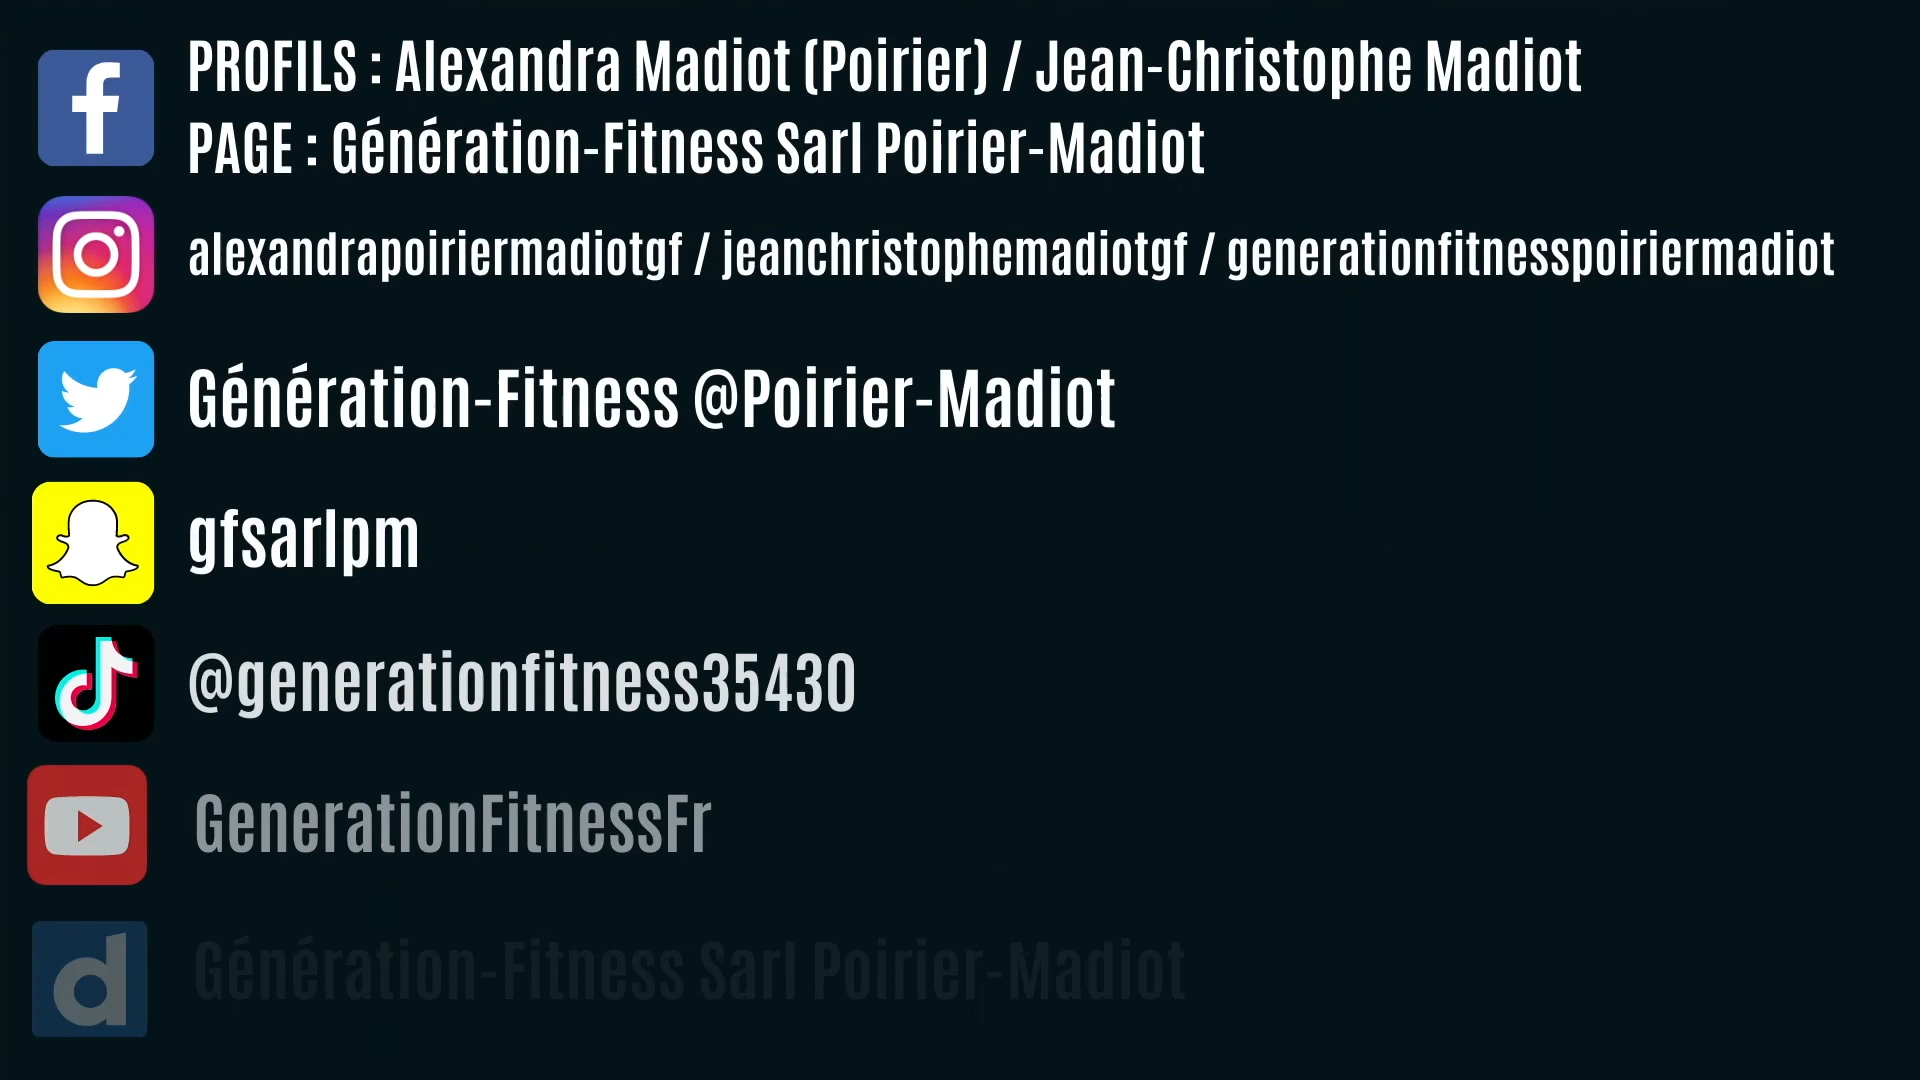 PROFILS : Alexandra Madiot (Poirier) / Jean-Christophe Madiot
PAGE : Génération-Fitness Sarl Poirier-Madiot
alexandrapoiriermadiotgf / jeanchristophemadiotgf / generationfitnesspoiriermadiot
Génération-Fitness @Poirier-Madiot
gfsarlpm
@generationfitness35430
GenerationFitnessFr
Génération-Fitness Sarl Poirier-Madiot